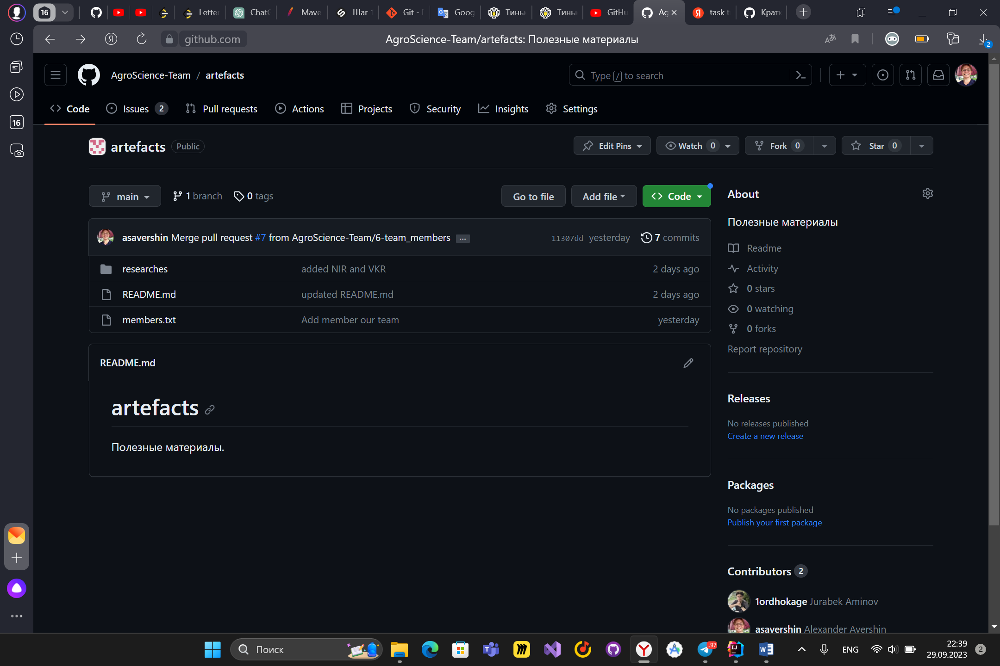 16
Lette
ChatG
Mave
Шаг 1
Git - 
Goog
Тинь
Тинь
GitHu
Ag
task t
Кратк
github.com
AgroScience-Team/artefacts: Полезные материалы
2
AgroScience-Team / artefacts
Type / to search
16
Code
Issues 2
Pull requests
Actions
Projects
Security
Insights
Settings
artefacts Public
Edit Pins
Watch 0
Fork 0
Star 0
main
1 branch
0 tags
Go to file
Add file
Code
asavershin Merge pull request #7 from AgroScience-Team/6-team_members ...
11307dd yesterday
7 commits
researches added NIR and VKR 2 days ago
README.md updated README.md 2 days ago
members.txt Add member our team yesterday
README.md
artefacts
Полезные материалы.
About
Полезные материалы
Readme
Activity
0 stars
0 watching
0 forks
Report repository
Releases
No releases published
Create a new release
Packages
No packages published
Publish your first package
Contributors 2
1ordhokage Jurabek Aminov
asavershin Alexander Avershin
Поиск
..97
ENG
22:39
29.09.2023
2